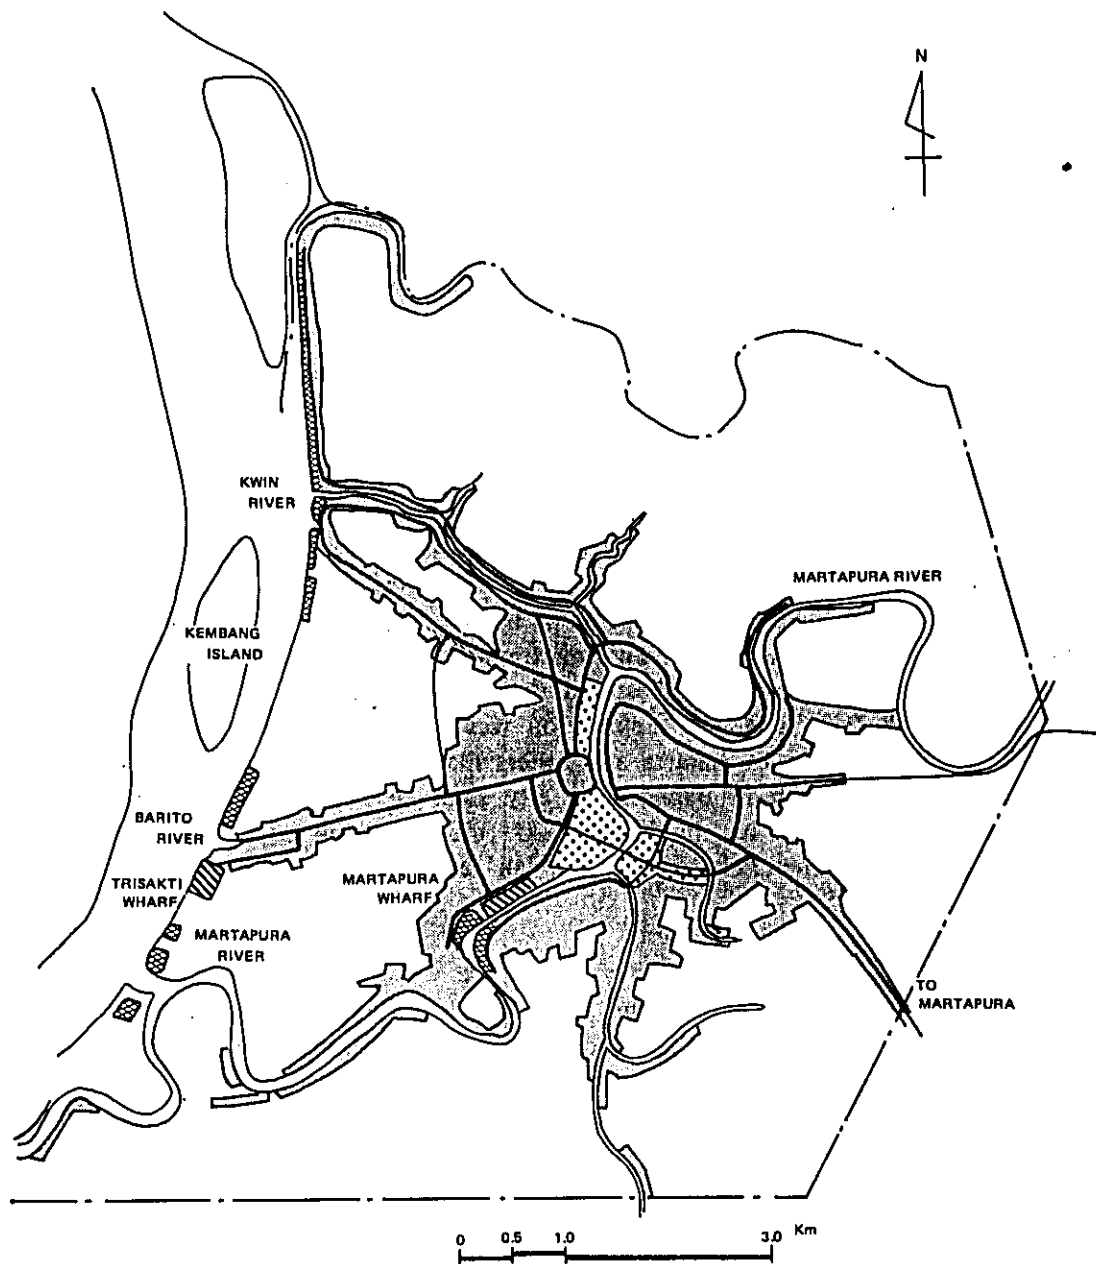 N
KWIN
RIVER
MARTAPURA RIVER
KEMBANG
ISLAND
BARITO
RIVER
TRISAKTI
WHARF
MARTAPURA
WHARF
MARTAPURA
RIVER
TO
MARTAPURA
0 0.5 1.0 3.0 Km